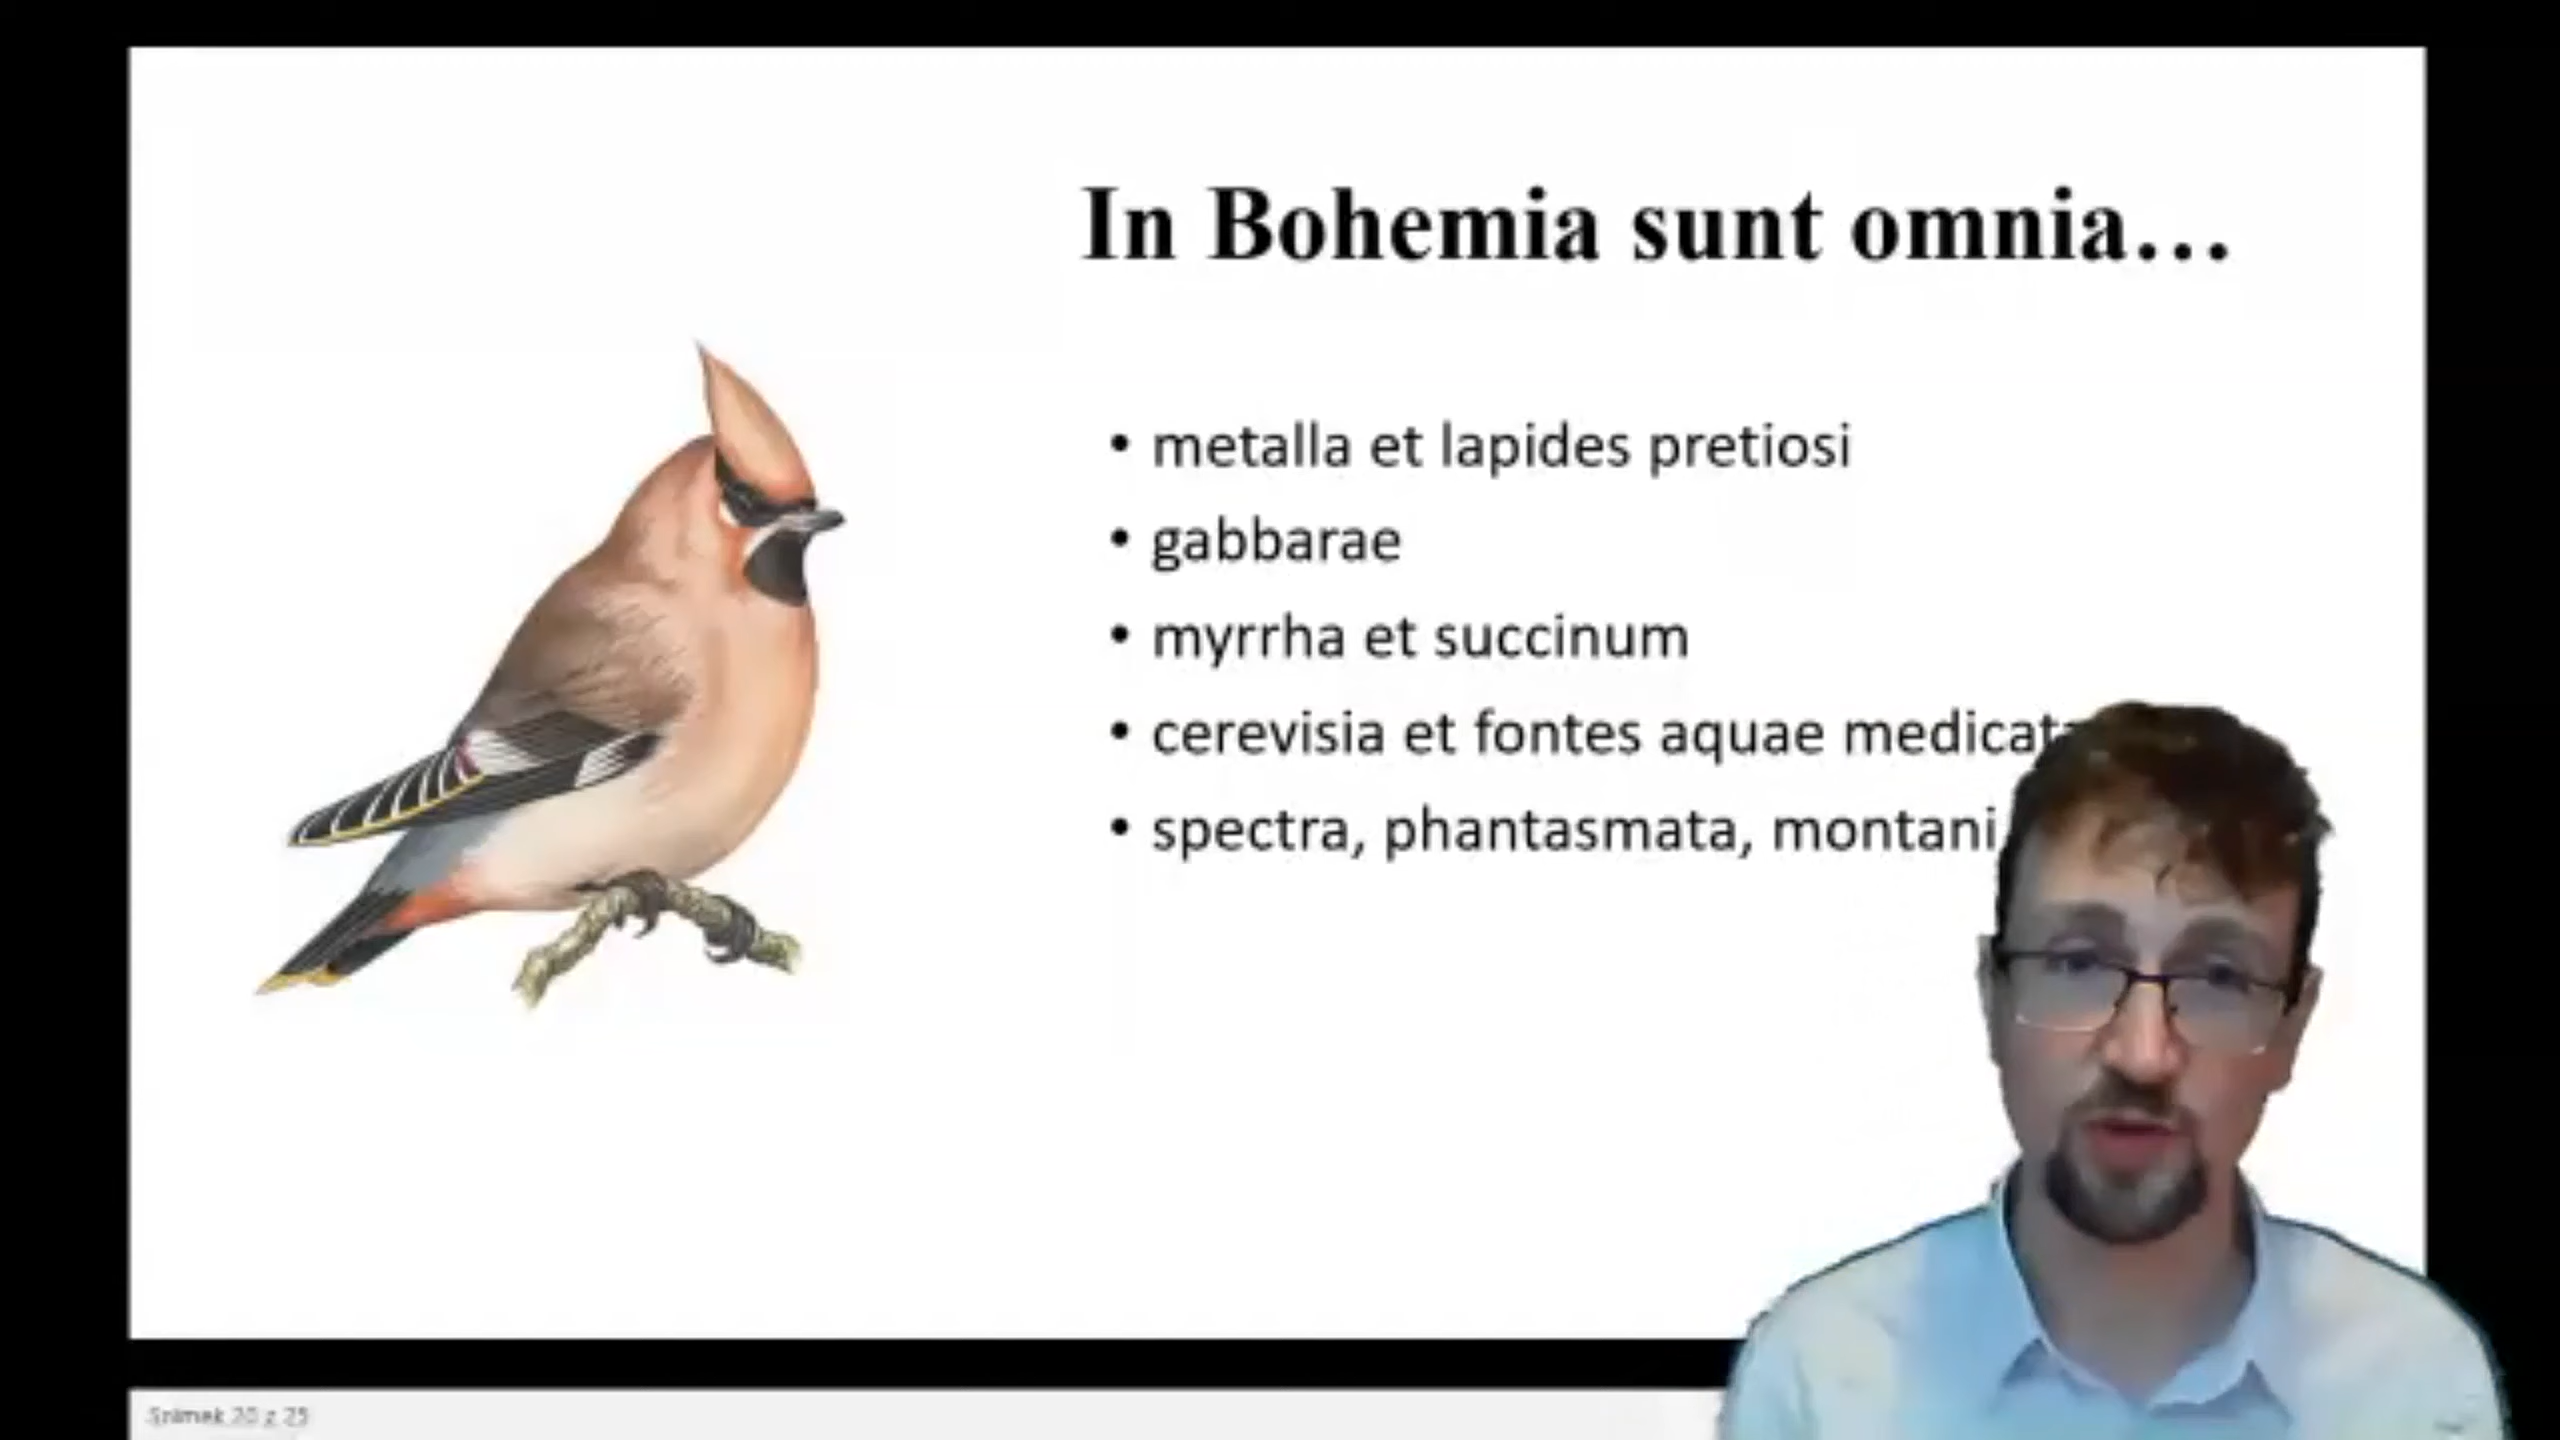 In Bohemia sunt omnia…
• metalla et lapides pretiosi
• gabbarae
• myrrha et succinum
• cerevisia et fontes aquae
• spectra, phantasmata, montani
Snímek 20 z 25